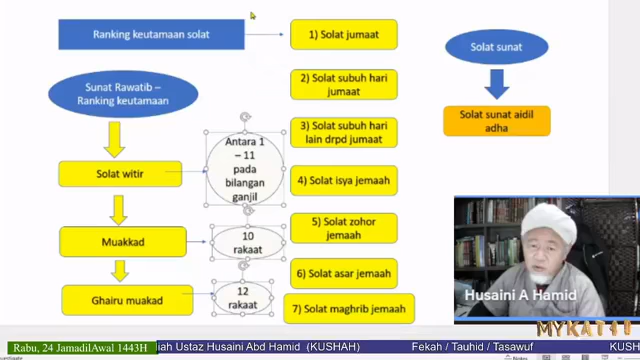 Ranking keutamaan solat
1) Solat jumaat
Solat sunat
Sunat Rawatib –
Ranking keutamaan
2) Solat subuh hari
jumaat
Solat sunat aidil
adha
3) Solat subuh hari
lain drpd jumaat
Solat witir
Antara 1
– 11
pada
bilangan
ganjil
4) Solat isya jemaah
Muakkad
10
rakaat
5) Solat zohor
jemaah
6) Solat asar jemaah
Ghairu muakad
12
rakaat
7) Solat maghrib jemaah
Husaini A Hamid
MYKAT4U
Rabu, 24 JamadilAwal 1443H
iah Ustaz Husaini Abd Hamid (KUSHAH)
Fekah / Tauhid / Tasawuf
KUSH